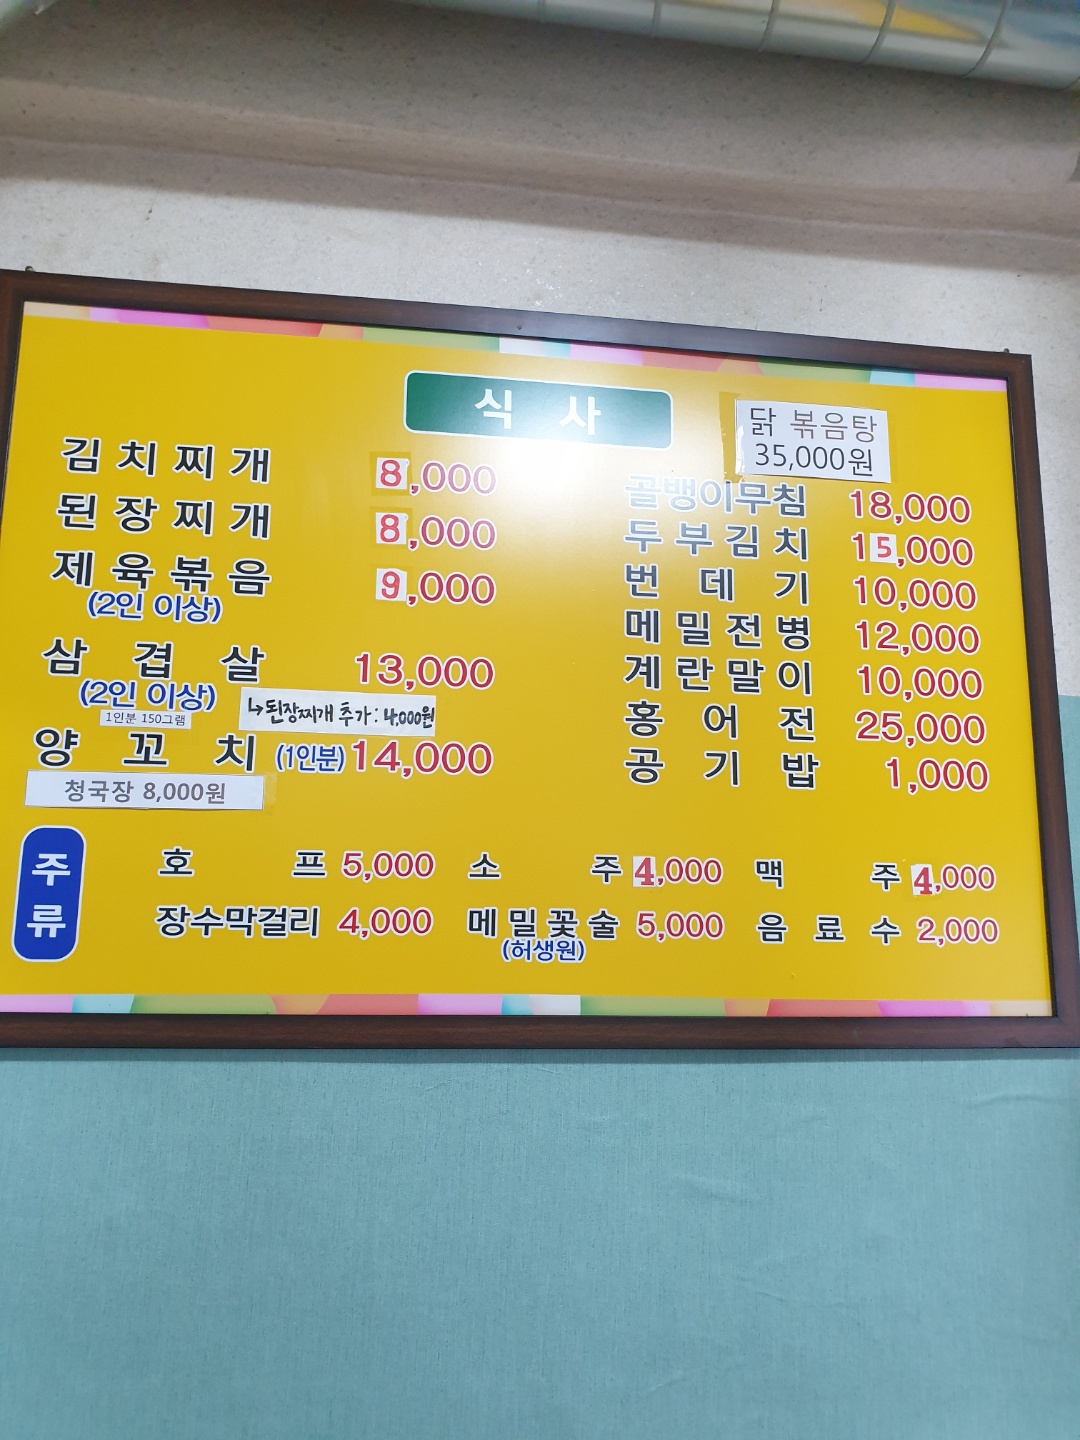 식 사
김치찌개 8,000
된장찌개 8,000
제육볶음 9,000
(2인 이상)
삼 겹 살 13,000
(2인 이상)
1인분 150그램
↳된장찌개 추가: 4,000원
양 꼬 치 (1인분) 14,000
청국장 8,000원
닭 볶음탕
35,000원
골뱅이무침 18,000
두부김치 15,000
번 데 기 10,000
메밀전병 12,000
계란말이 10,000
홍 어 전 25,000
공 기 밥 1,000
주류
호 프 5,000 소 주 4,000 맥 주 4,000
장수막걸리 4,000 메밀꽃술 5,000 음 료 수 2,000
(허생원)